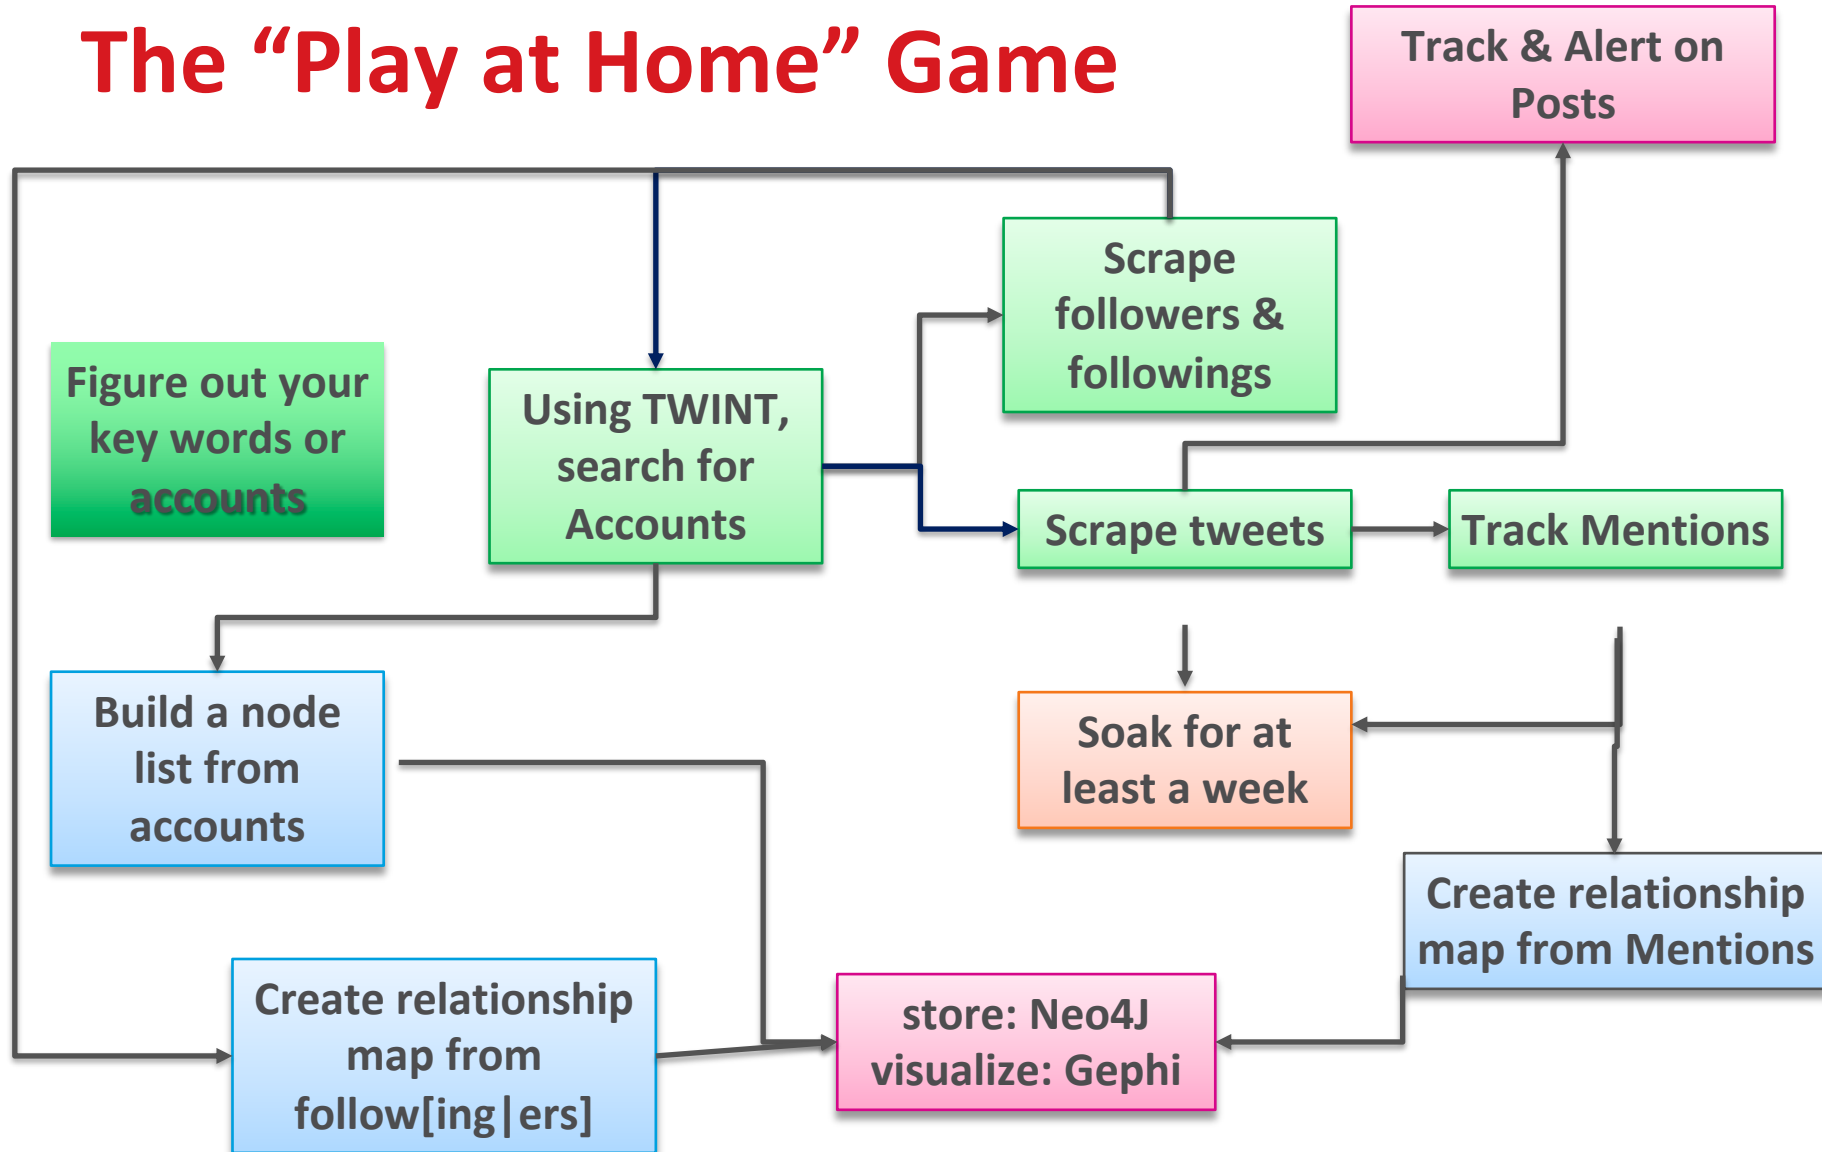 The “Play at Home” Game
Track & Alert on
Posts
Scrape
followers &
followings
Figure out your
key words or
accounts
Using TWINT,
search for
Accounts
Scrape tweets
Track Mentions
Build a node
list from
accounts
Soak for at
least a week
Create relationship
map from Mentions
Create relationship
map from
follow[ing|ers]
store: Neo4J
visualize: Gephi